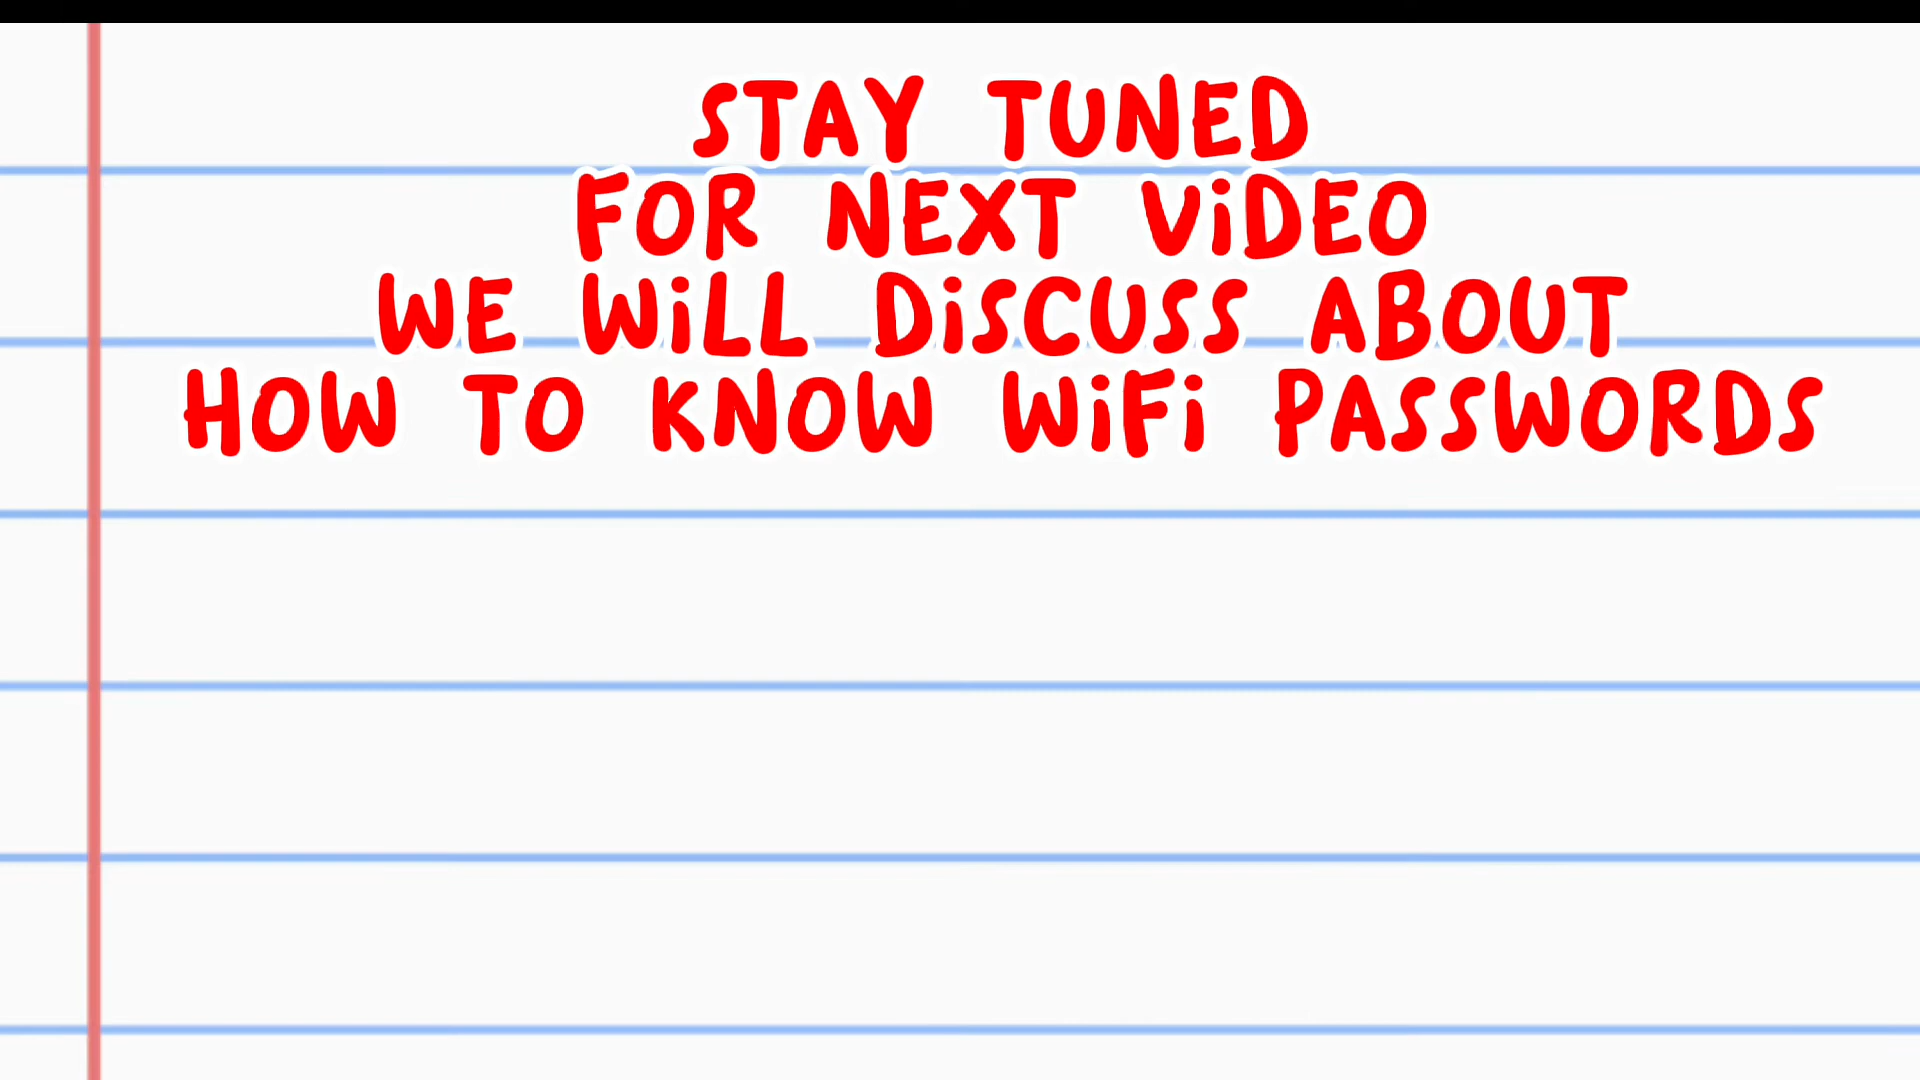 STAY TUNED
FOR NEXT ViDEO
WE WiLL DiSCUSS ABOUT
HOW TO KNOW WiFi PASSWORDS